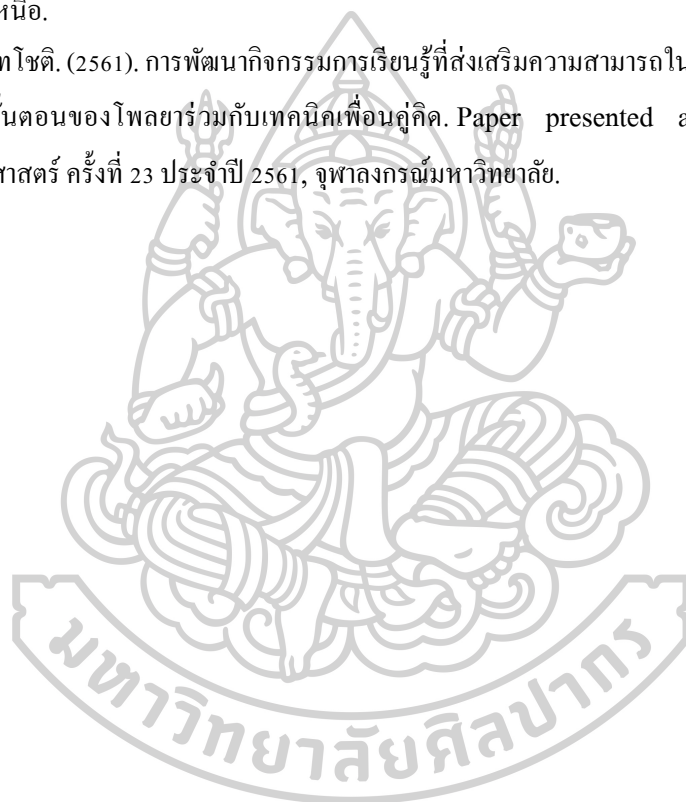 หนือ.
ทโชติ. (2561). การพัฒนากิจกรรมการเรียนรู้ที่ส่งเสริมความสามารถใน
ั้นตอนของโพลยาร่วมกับเทคนิคเพื่อนคู่คิด. Paper presented a
ศาสตร์ ครั้งที่ 23 ประจำปี 2561, จุฬาลงกรณ์มหาวิทยาลัย.
มหาวิทยาลัยศิลปากร